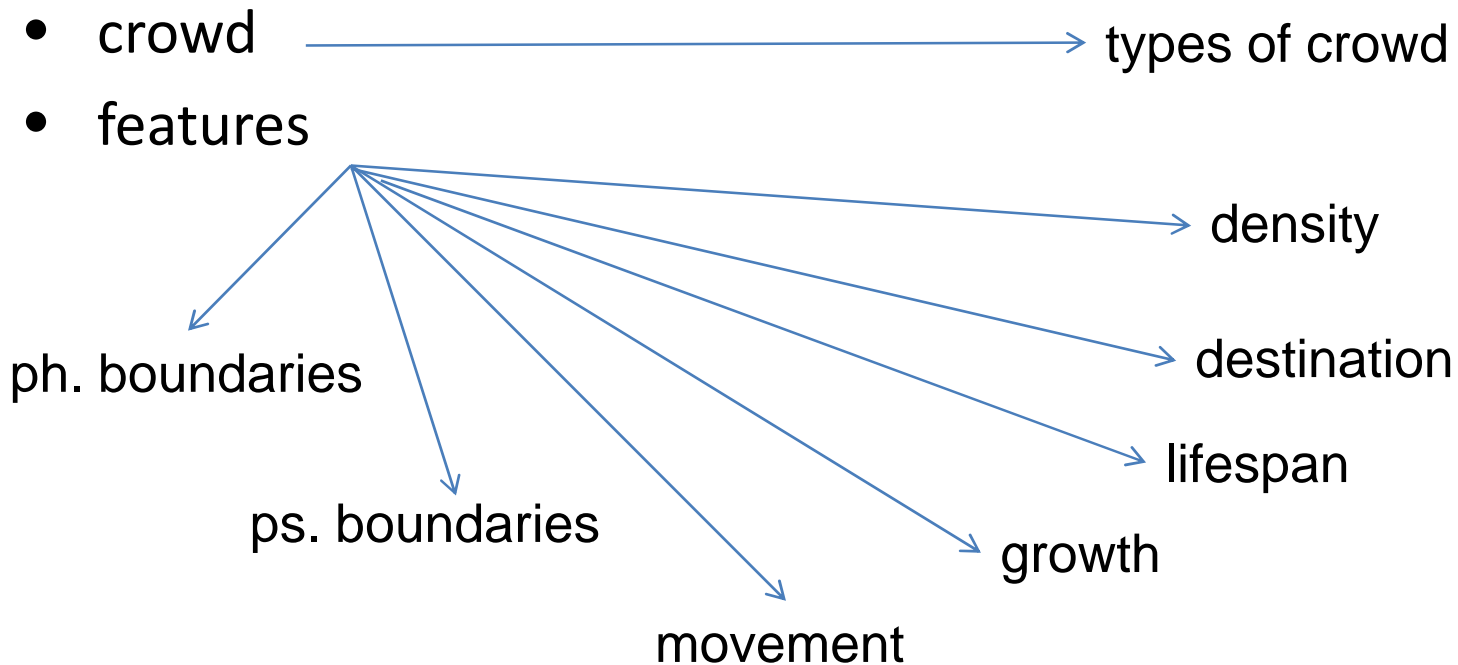 • crowd
types of crowd
• features
density
destination
ph. boundaries
lifespan
ps. boundaries
growth
movement